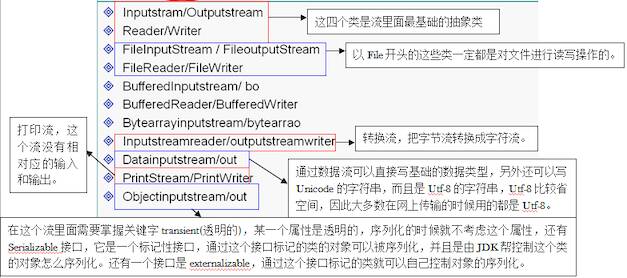 Inputstram/Outputstream
Reader/Writer
这四个类是流里面最基础的抽象类
FileInputStream / FileoutputStream
FileReader/FileWriter
以 File 开头的这些类一定都是对文件进行读写操作的。
BufferedInputstream/ bo
BufferedReader/BufferedWriter
Bytearrayinputstream/bytearrao
Inputstreamreader/outputstreamwriter
转换流，把字节流转换成字符流。
Datainputstream/out
PrintStream/PrintWriter
Objectinputstream/out
打印流，这
个流没有相
对应的输入
和输出。
通过数据流可以直接写基础的数据类型，另外还可以写
Unicode 的字符串，而且是 Utf-8 的字符串，Utf-8 比较省
空间，因此大多数在网上传输的时候用的都是 Utf-8。
在这个流里面需要掌握关键字 transient(透明的)，某一个属性是透明的，序列化的时候就不考虑这个属性，还有
Serializable 接口，它是一个标记性接口，通过这个接口标记的类的对象可以被序列化，并且是由 JDK 帮控制这个类
的对象怎么序列化。还有一个接口是 externalizable，通过这个接口标记的类就可以自己控制对象的序列化。